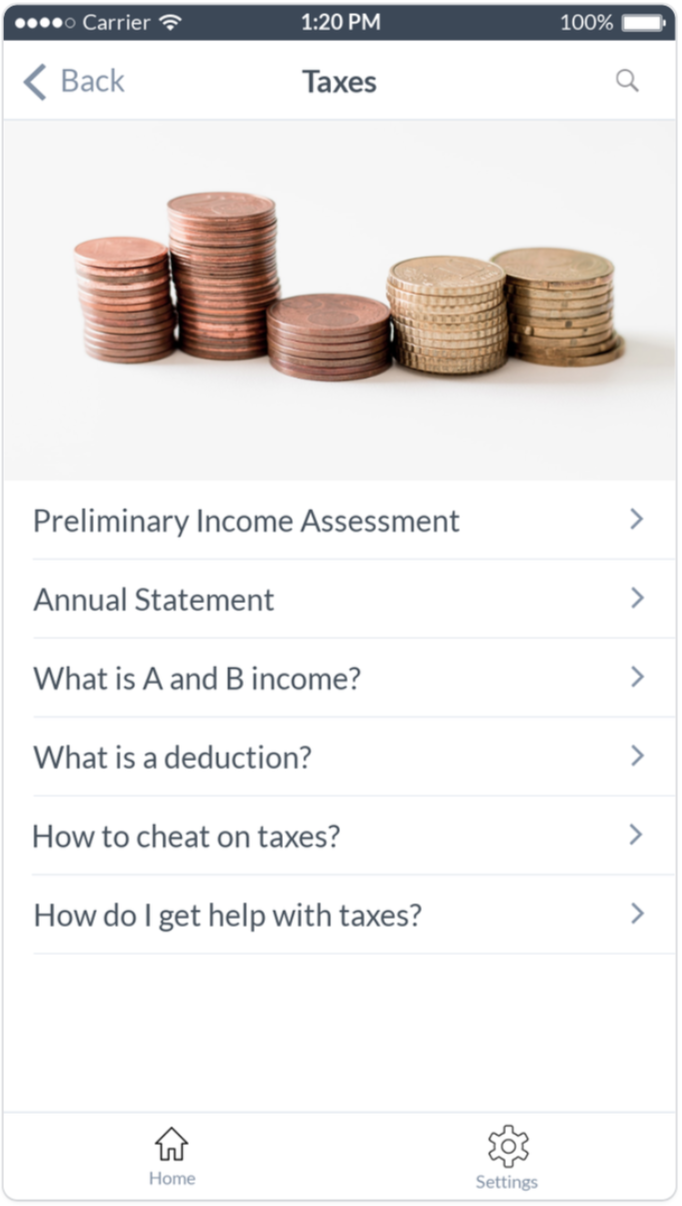 Carrier 1:20 PM 100%
Back Taxes
Preliminary Income Assessment
Annual Statement
What is A and B income?
What is a deduction?
How to cheat on taxes?
How do I get help with taxes?
Home Settings